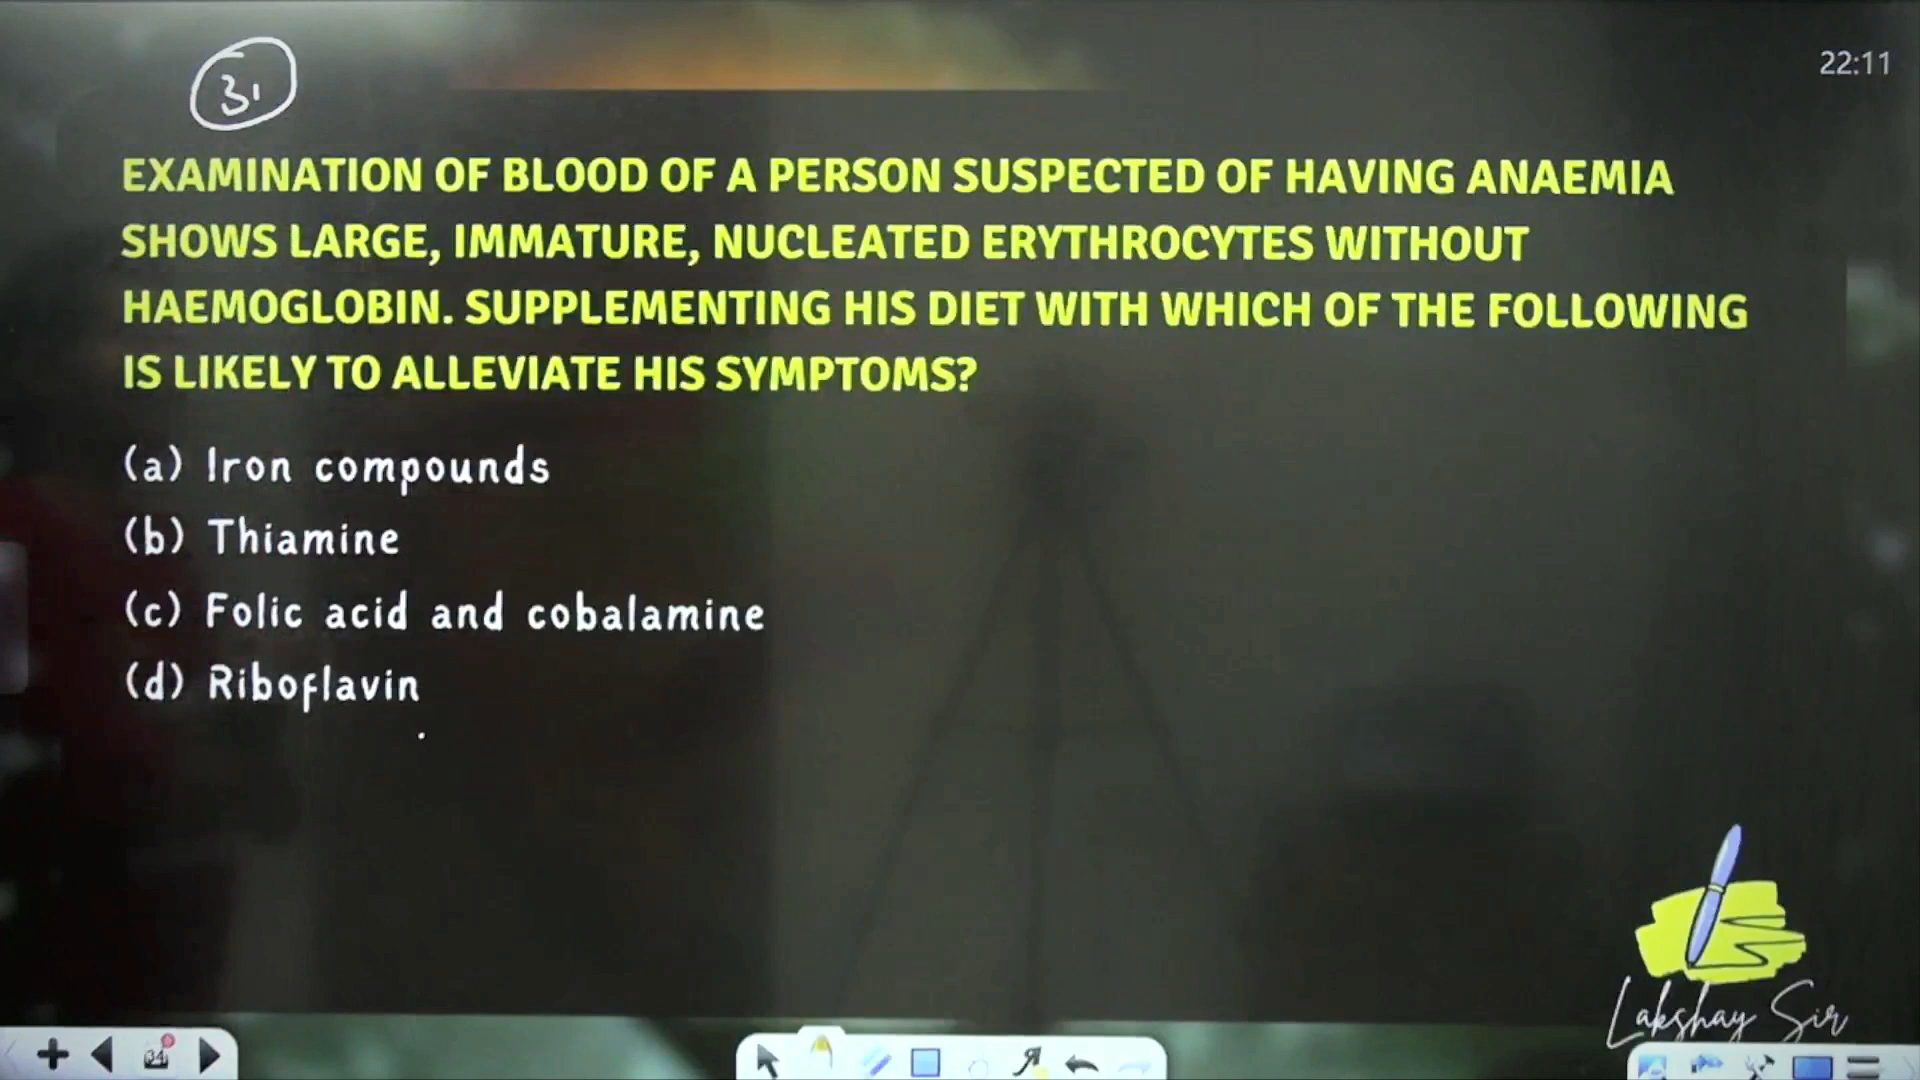 31
22:11
EXAMINATION OF BLOOD OF A PERSON SUSPECTED OF HAVING ANAEMIA
SHOWS LARGE, IMMATURE, NUCLEATED ERYTHROCYTES WITHOUT
HAEMOGLOBIN. SUPPLEMENTING HIS DIET WITH WHICH OF THE FOLLOWING
IS LIKELY TO ALLEVIATE HIS SYMPTOMS?
(a) Iron compounds
(b) Thiamine
(c) Folic acid and cobalamine
(d) Riboflavin
Lakshay Sir
34